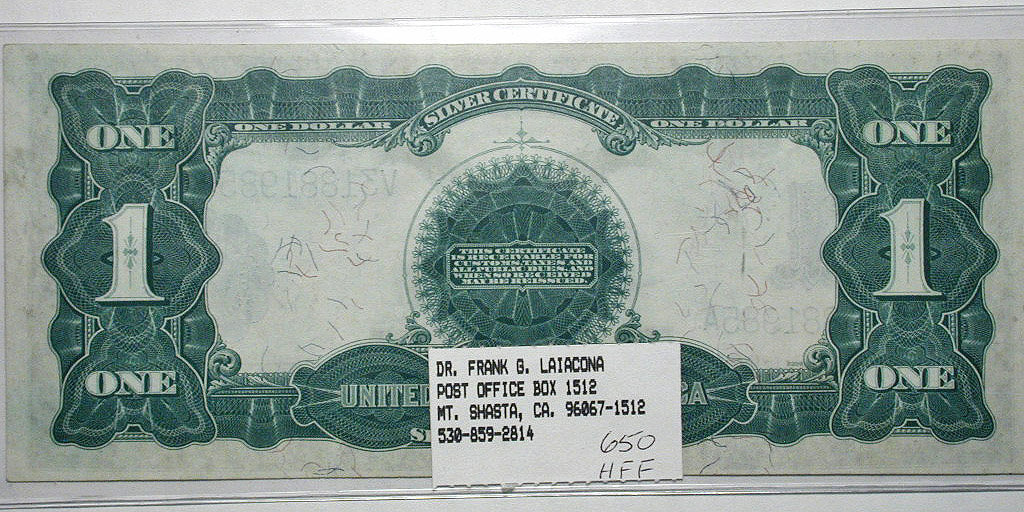 SILVER CERTIFICATE
ONE DOLLAR ONE DOLLAR
ONE ONE
1 1
THIS CERTIFICATE
IS RECEIVABLE FOR
CUSTOMS, TAXES, AND
ALL PUBLIC DUES, AND
WHEN SO RECEIVED
MAY BE REISSUED.
ONE ONE
UNITED
DR. FRANK G. LAIACONA
POST OFFICE BOX 1512
MT. SHASTA, CA. 96067-1512
530-859-2814
650
HFF